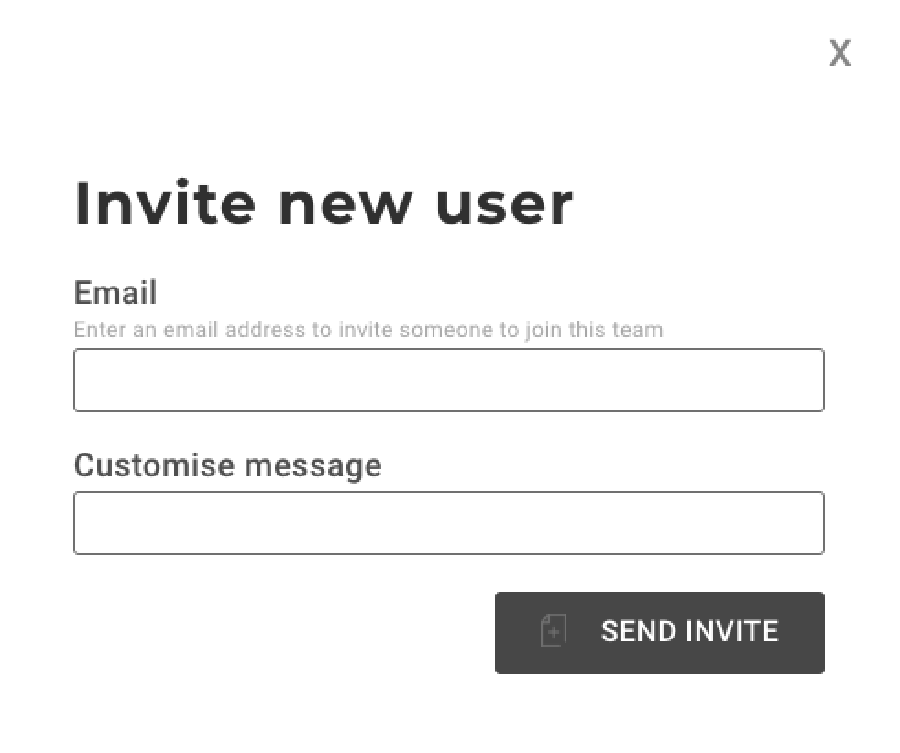 X
Invite new user
Email
Enter an email address to invite someone to join this team
Customise message
SEND INVITE